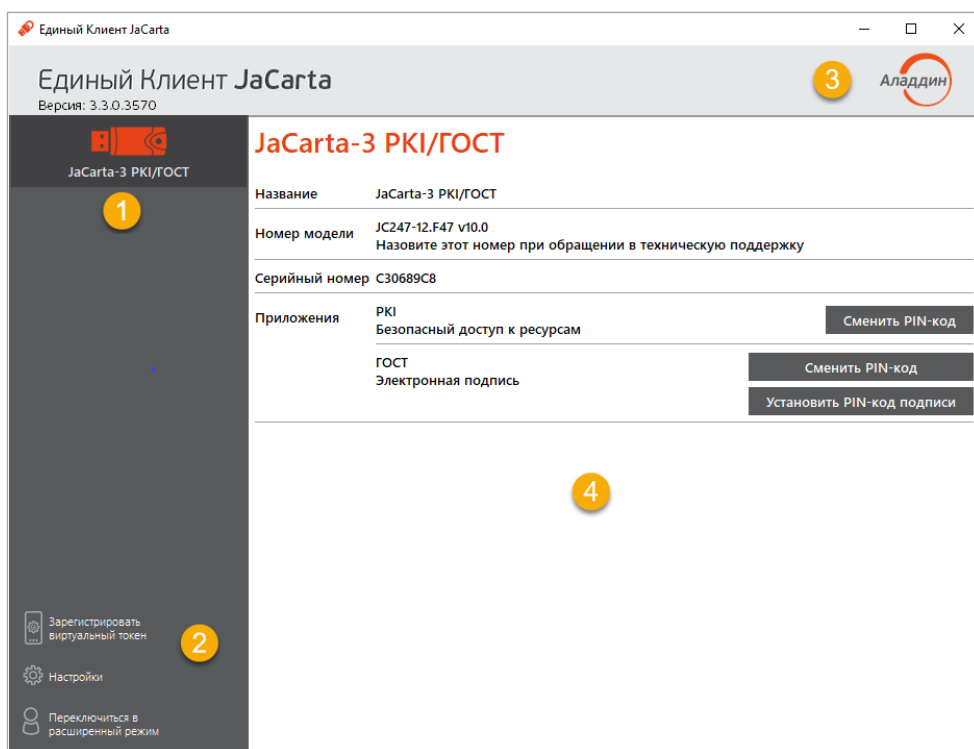 Единый Клиент JaCarta
Единый Клиент JaCarta
Версия: 3.3.0.3570
3
Аладдин
JaCarta-3 PKI/ГОСТ
1
JaCarta-3 PKI/ГОСТ
Название JaCarta-3 PKI/ГОСТ
Номер модели JC247-12.F47 v10.0
Назовите этот номер при обращении в техническую поддержку
Серийный номер C30689C8
Приложения PKI
Безопасный доступ к ресурсам
Сменить PIN-код
ГОСТ
Электронная подпись
Сменить PIN-код
Установить PIN-код подписи
4
Зарегистрировать
виртуальный токен
2
Настройки
Переключиться в
расширенный режим